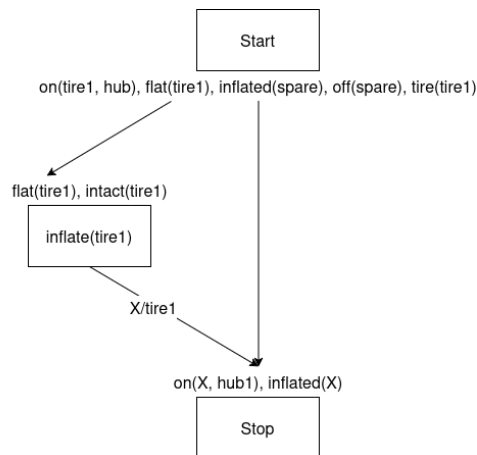 Start
on(tire1, hub), flat(tire1), inflated(spare), off(spare), tire(tire1)
flat(tire1), intact(tire1)
inflate(tire1)
X/tire1
on(X, hub1), inflated(X)
Stop